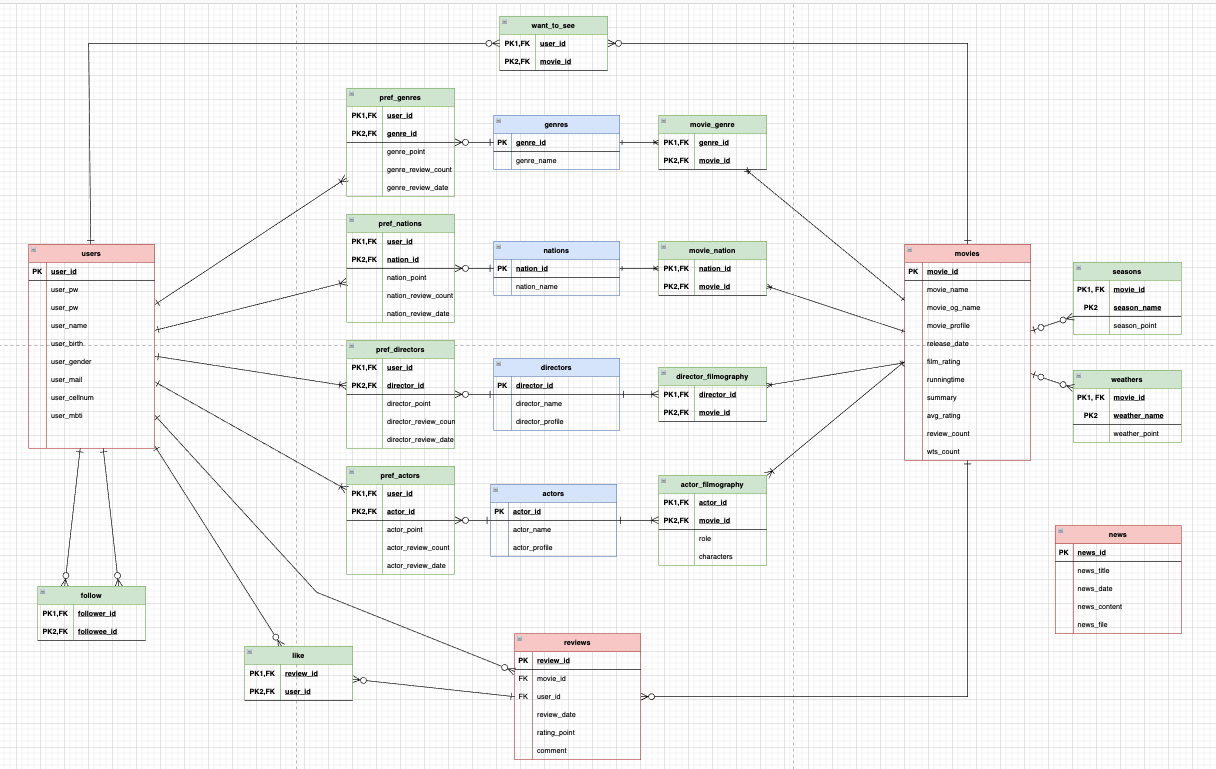 want_to_see
PK1,FK user_id
PK2,FK movie_id
pref_genres
PK1,FK user_id
PK2,FK genre_id
genre_point
genre_review_count
genre_review_date
genres
PK genre_id
genre_name
movie_genre
PK1,FK genre_id
PK2,FK movie_id
pref_nations
PK1,FK user_id
PK2,FK nation_id
nation_point
nation_review_count
nation_review_date
nations
PK nation_id
nation_name
movie_nation
PK1,FK nation_id
PK2,FK movie_id
users
PK user_id
user_pw
user_pw
user_name
user_birth
user_gender
user_mail
user_cellnum
user_mbti
movies
PK movie_id
movie_name
movie_og_name
movie_profile
release_date
film_rating
runningtime
summary
avg_rating
review_count
wts_count
seasons
PK1, FK movie_id
PK2 season_name
season_point
pref_directors
PK1,FK user_id
PK2,FK director_id
director_point
director_review_coun
director_review_date
directors
PK director_id
director_name
director_profile
director_filmography
PK1,FK director_id
PK2,FK movie_id
weathers
PK1, FK movie_id
PK2 weather_name
weather_point
pref_actors
PK1,FK user_id
PK2,FK actor_id
actor_point
actor_review_count
actor_review_date
actors
PK actor_id
actor_name
actor_profile
actor_filmography
PK1,FK actor_id
PK2,FK movie_id
role
characters
news
PK news_id
news_title
news_date
news_content
news_file
follow
PK1,FK follower_id
PK2,FK followee_id
like
PK1,FK review_id
PK2,FK user_id
reviews
PK review_id
FK movie_id
FK user_id
review_date
rating_point
comment